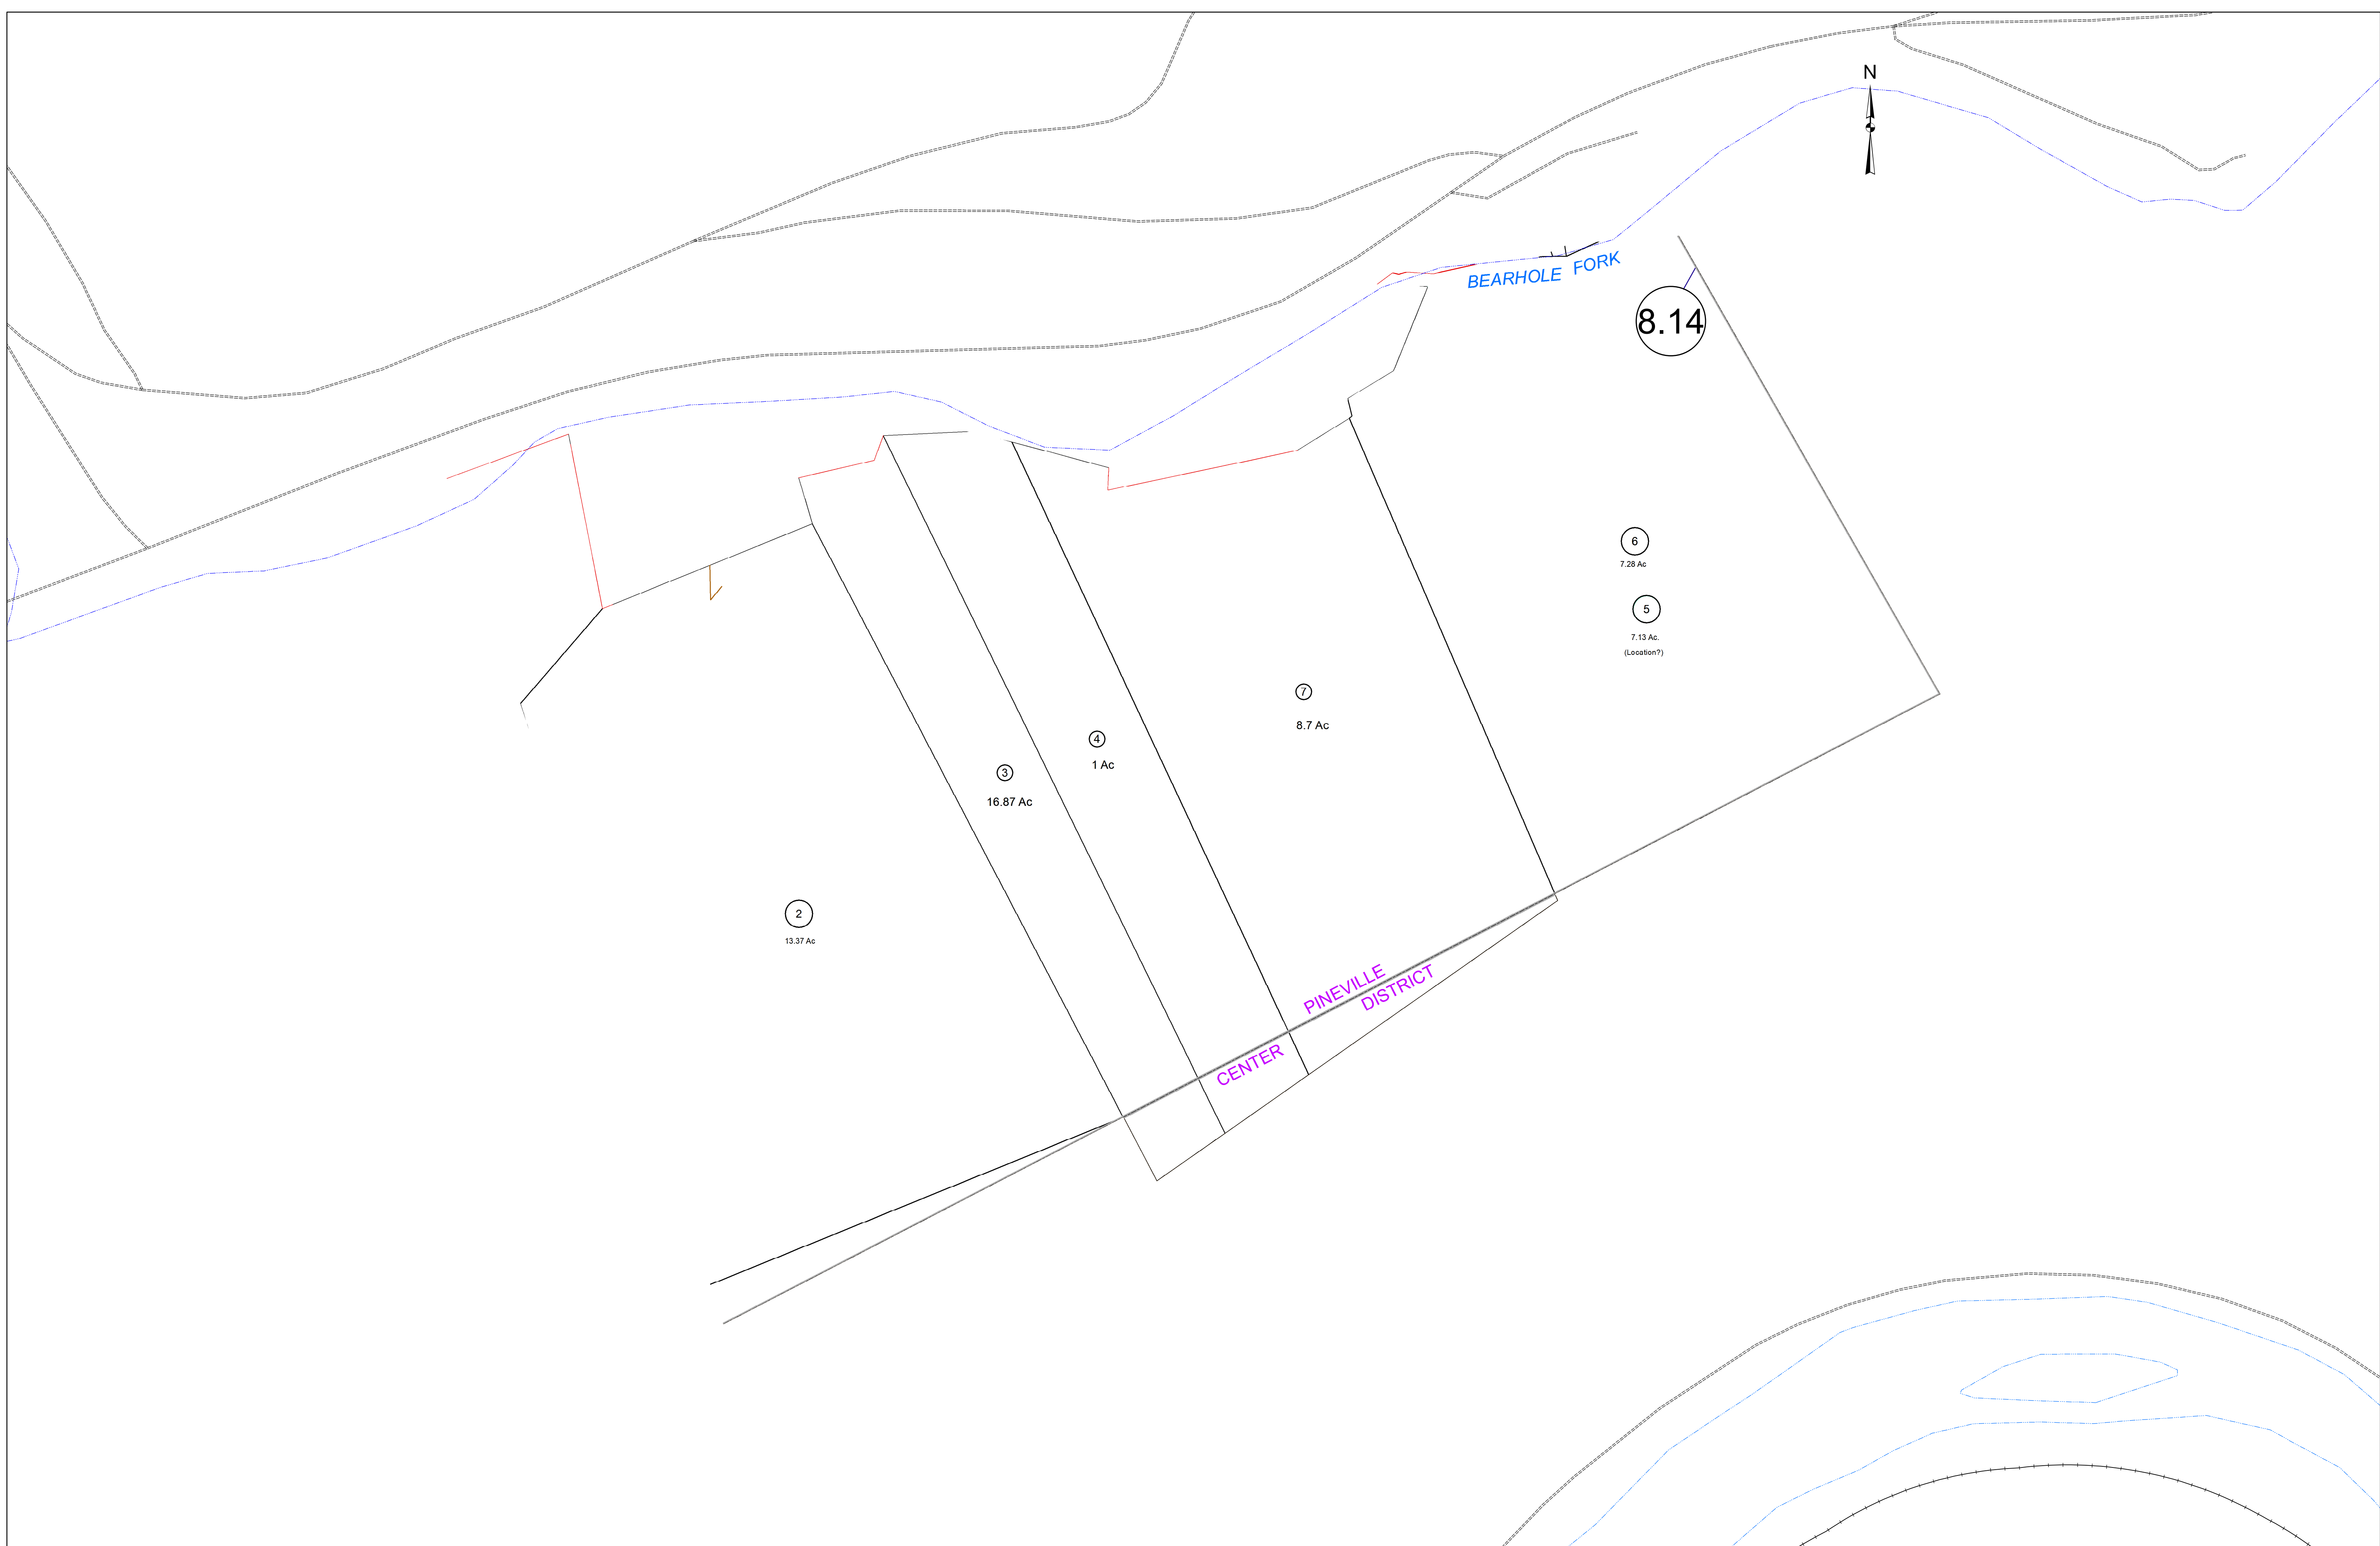 N
BEARHOLE FORK
8.14
6
7.28 Ac
5
7.13 Ac.
(Location?)
7
8.7 Ac
4
1 Ac
3
16.87 Ac
2
13.37 Ac
PINEVILLE
DISTRICT
CENTER